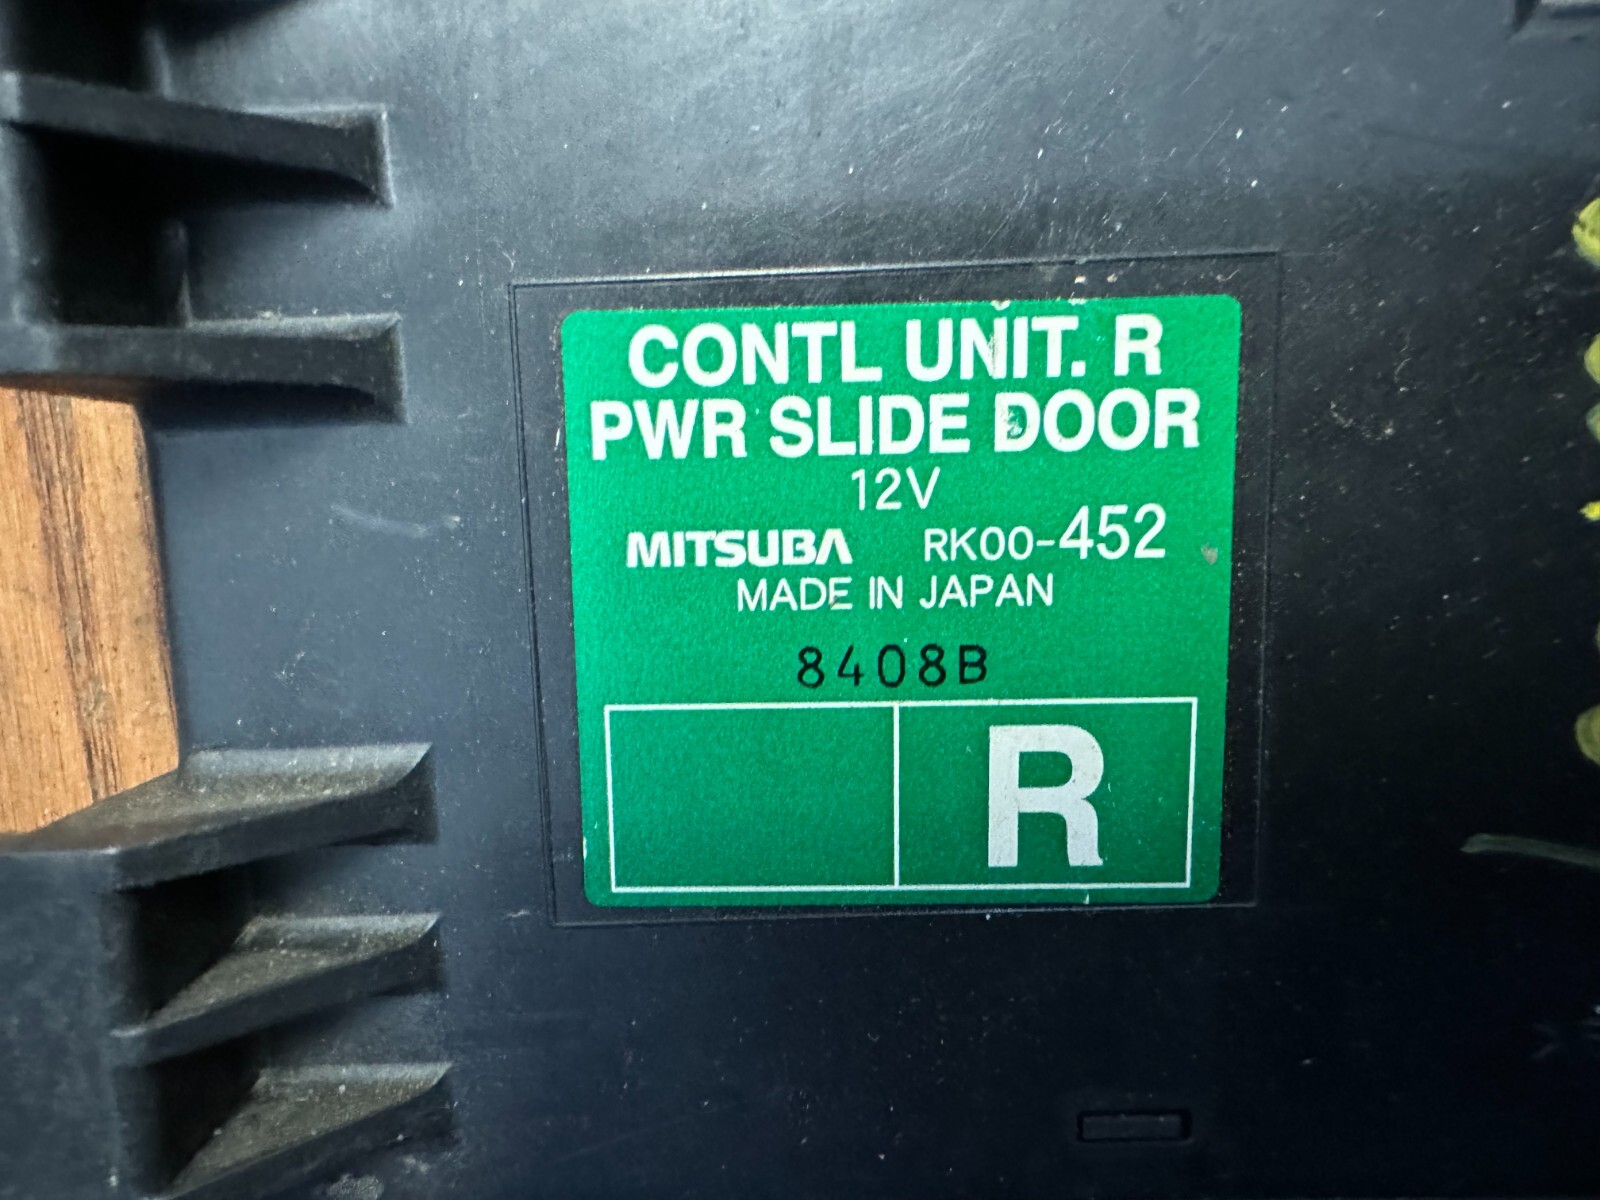 CONTL UNIT. R
PWR SLIDE DOOR
12V
MITSUBA RK00-452
MADE IN JAPAN
8408B
R